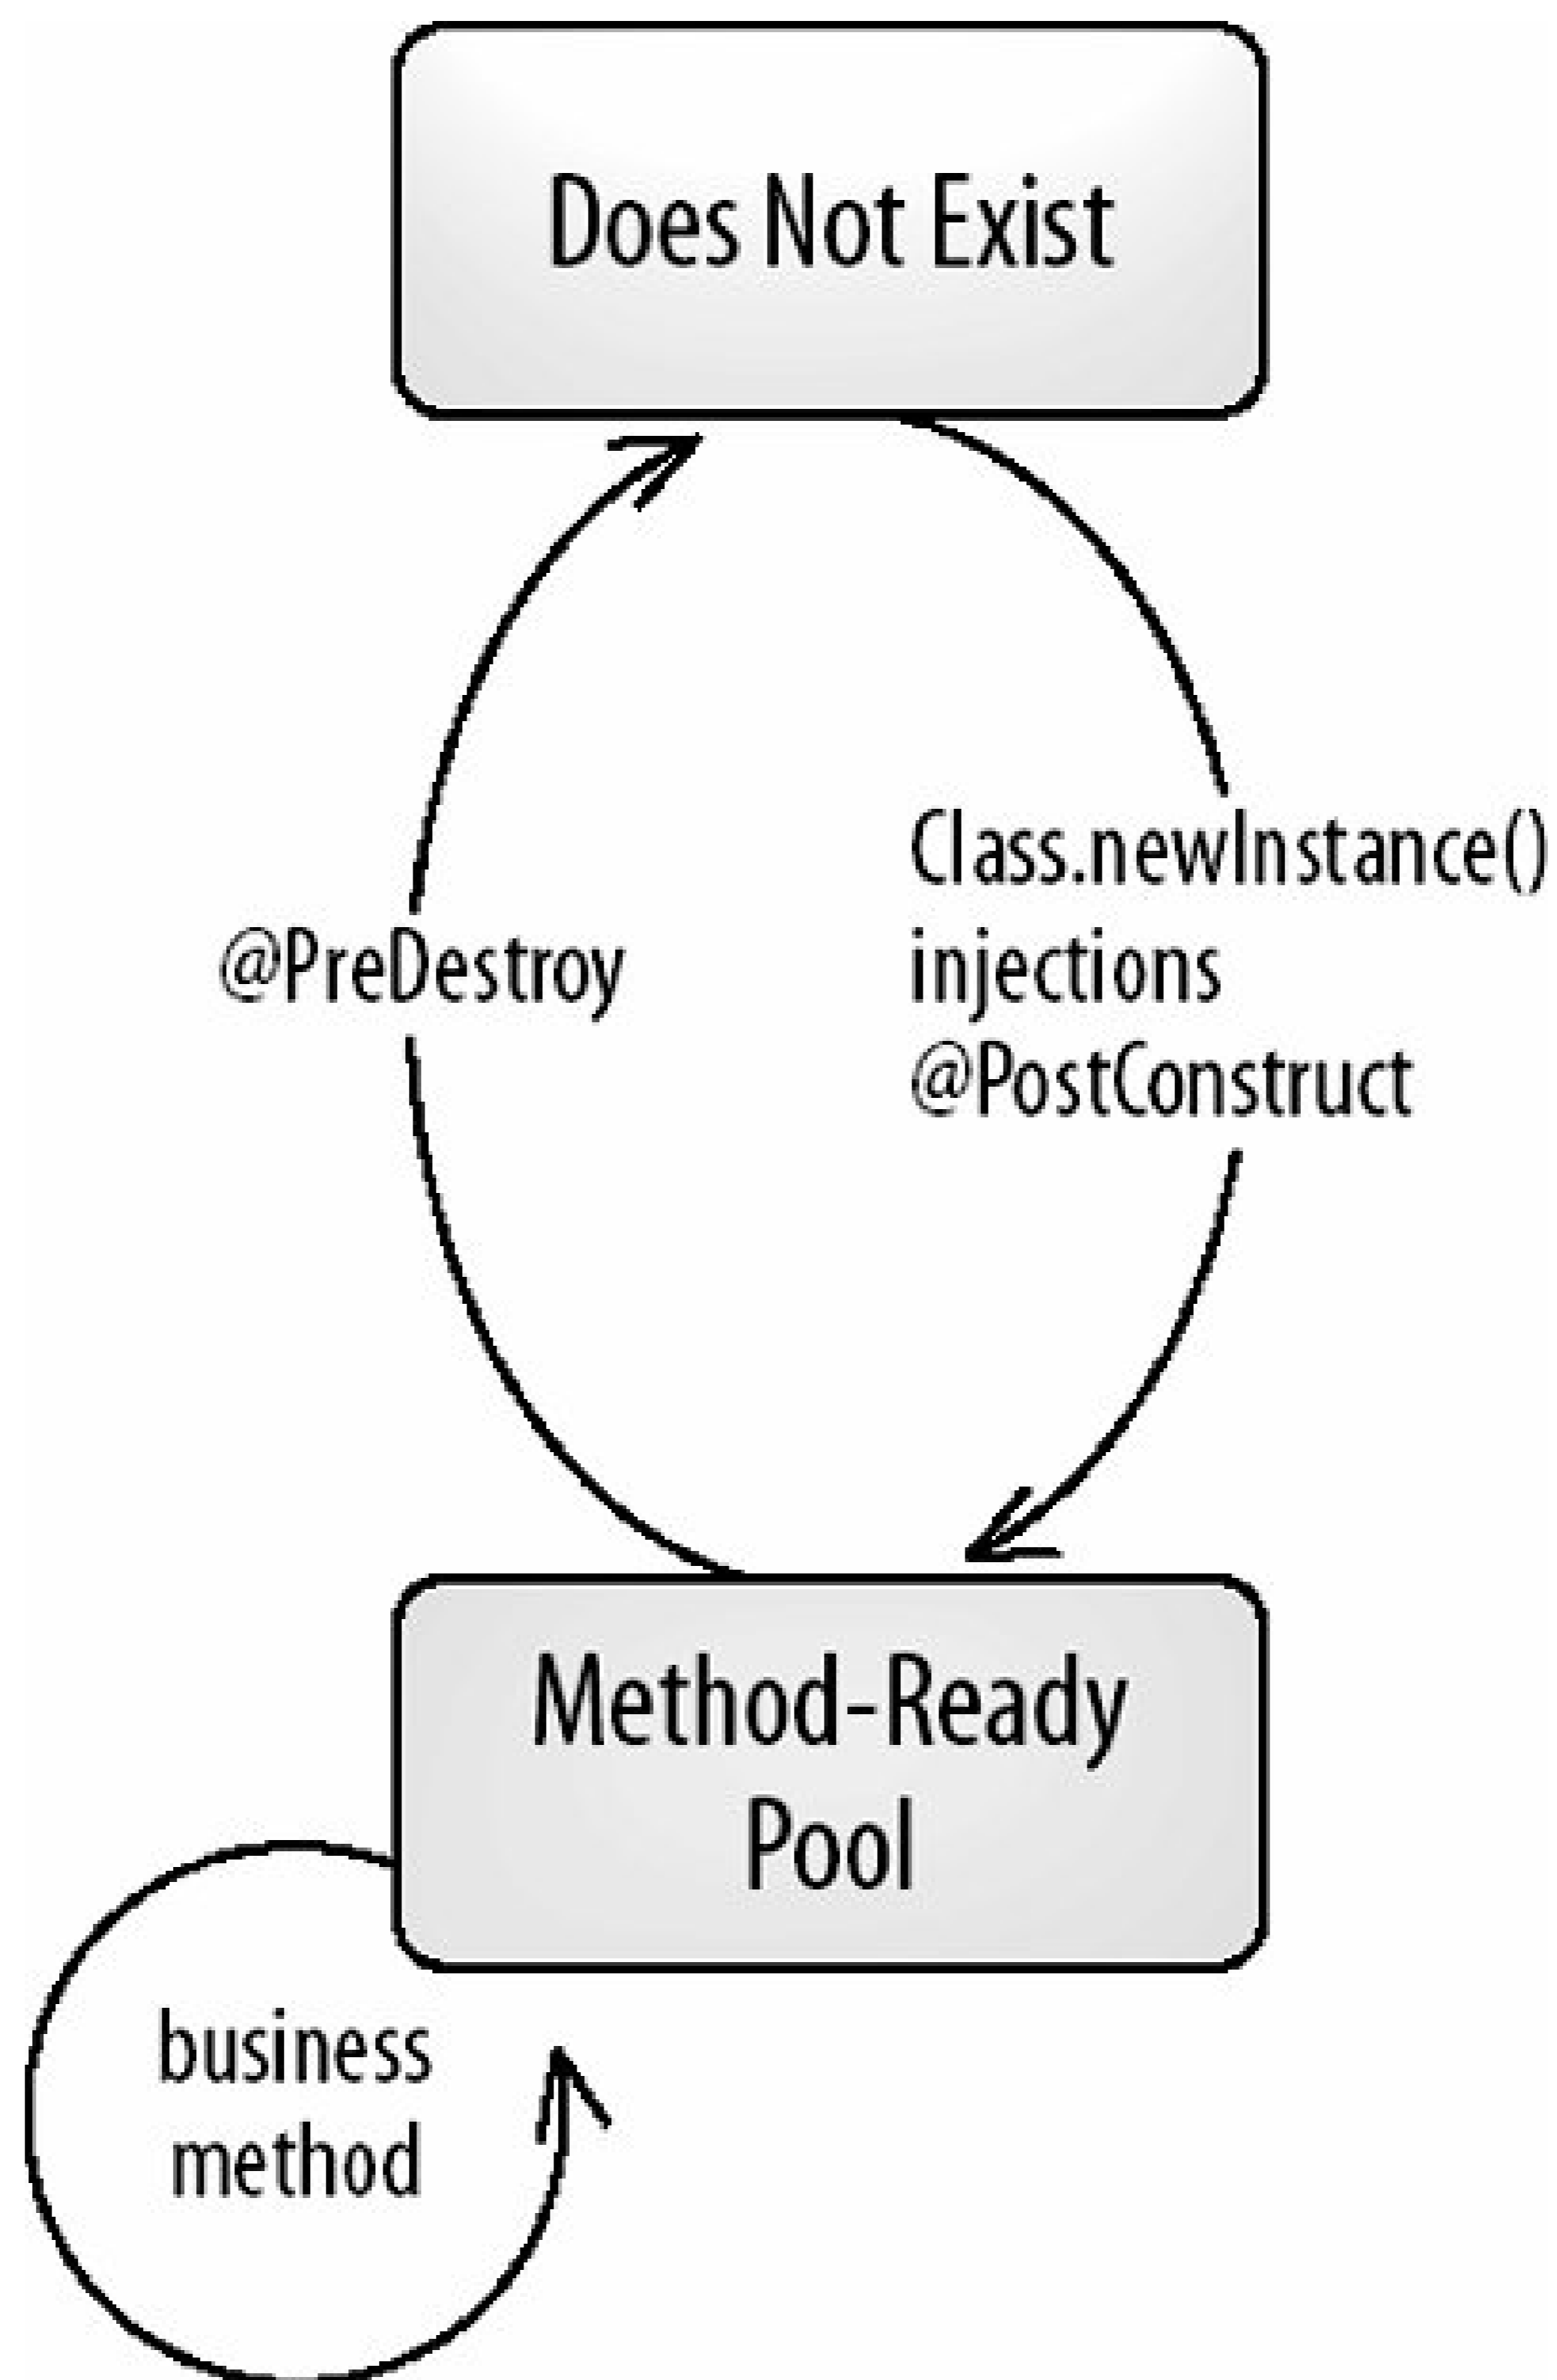 Does Not Exist
Class.newInstance()
injections
@PostConstruct
@PreDestroy
Method-Ready
Pool
business
method